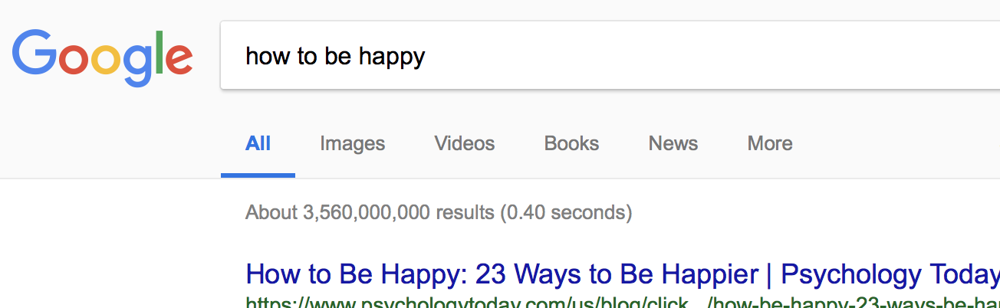 Google how to be happy
All Images Videos Books News More
About 3,560,000,000 results (0.40 seconds)
How to Be Happy: 23 Ways to Be Happier | Psychology Today
https://www.psychologytoday.com/us/blog/click.../how-be-happy-23-ways-be-ha